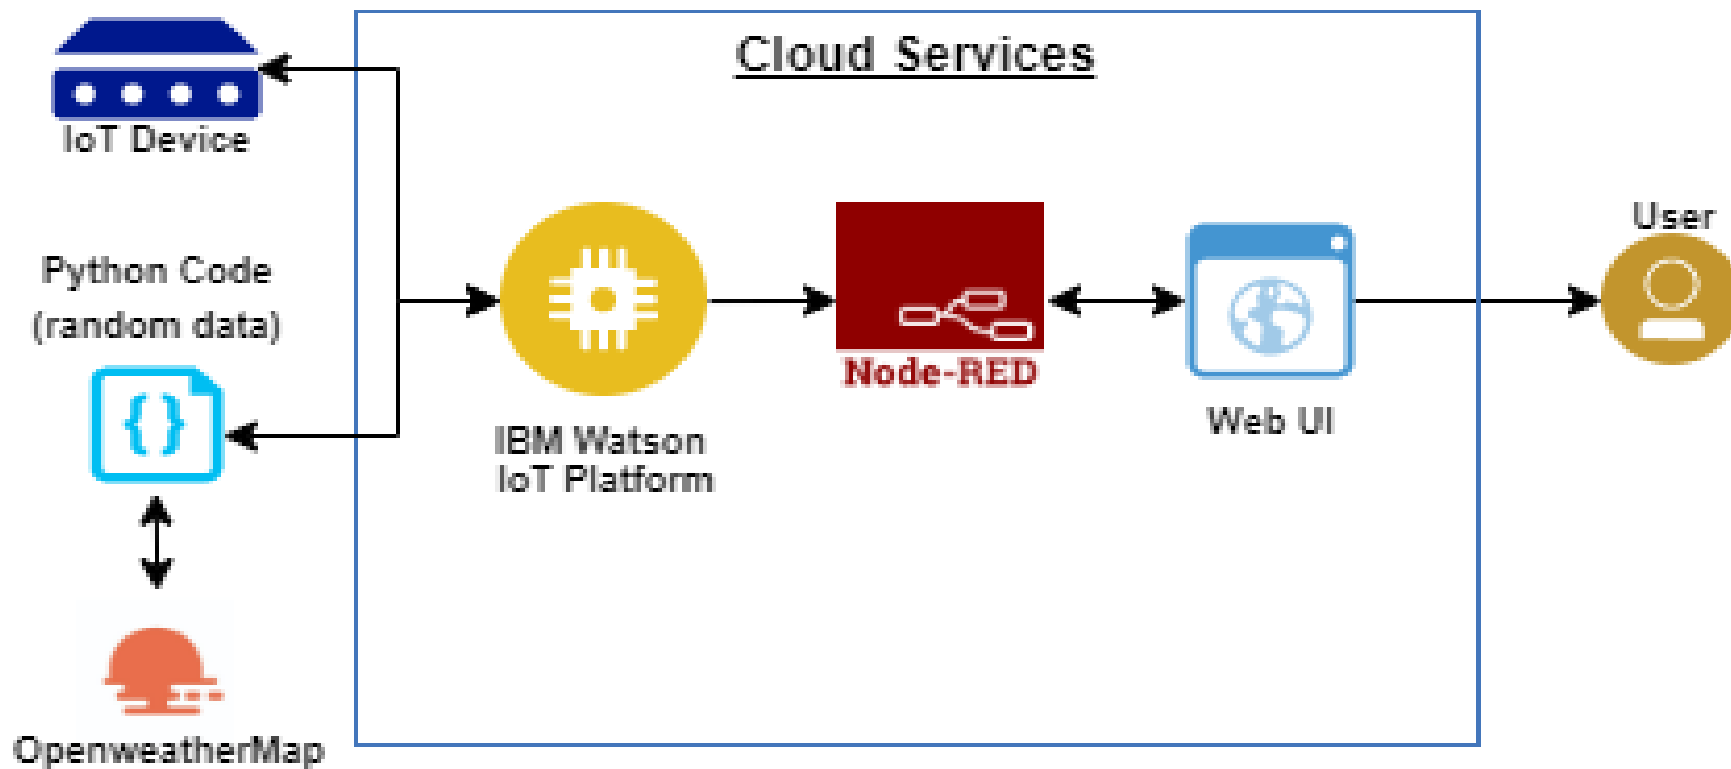 Cloud Services
IoT Device
Python Code
(random data)
OpenweatherMap
IBM Watson
IoT Platform
Node-RED
Web UI
User